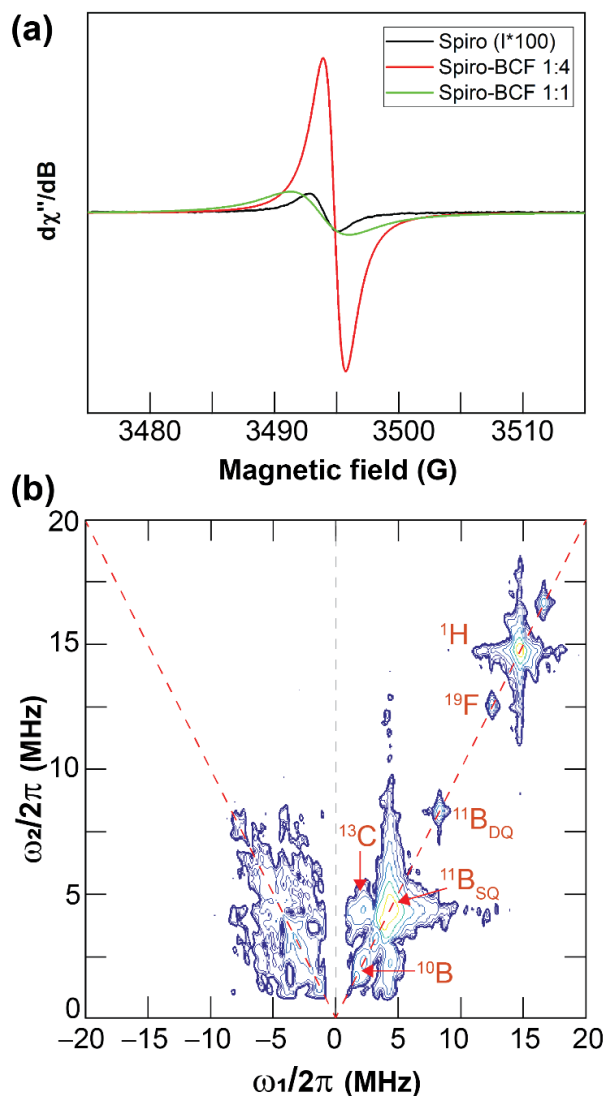 (a)
Spiro (I*100)
Spiro-BCF 1:4
Spiro-BCF 1:1
dχ''/dB
3480 3490 3500 3510
Magnetic field (G)
(b)
20
15
10
5
0
ω2/2π (MHz)
¹H
¹⁹F
¹³C
¹¹B_DQ
¹¹B_SQ
¹⁰B
−20 −15 −10 −5 0 5 10 15 20
ω1/2π (MHz)